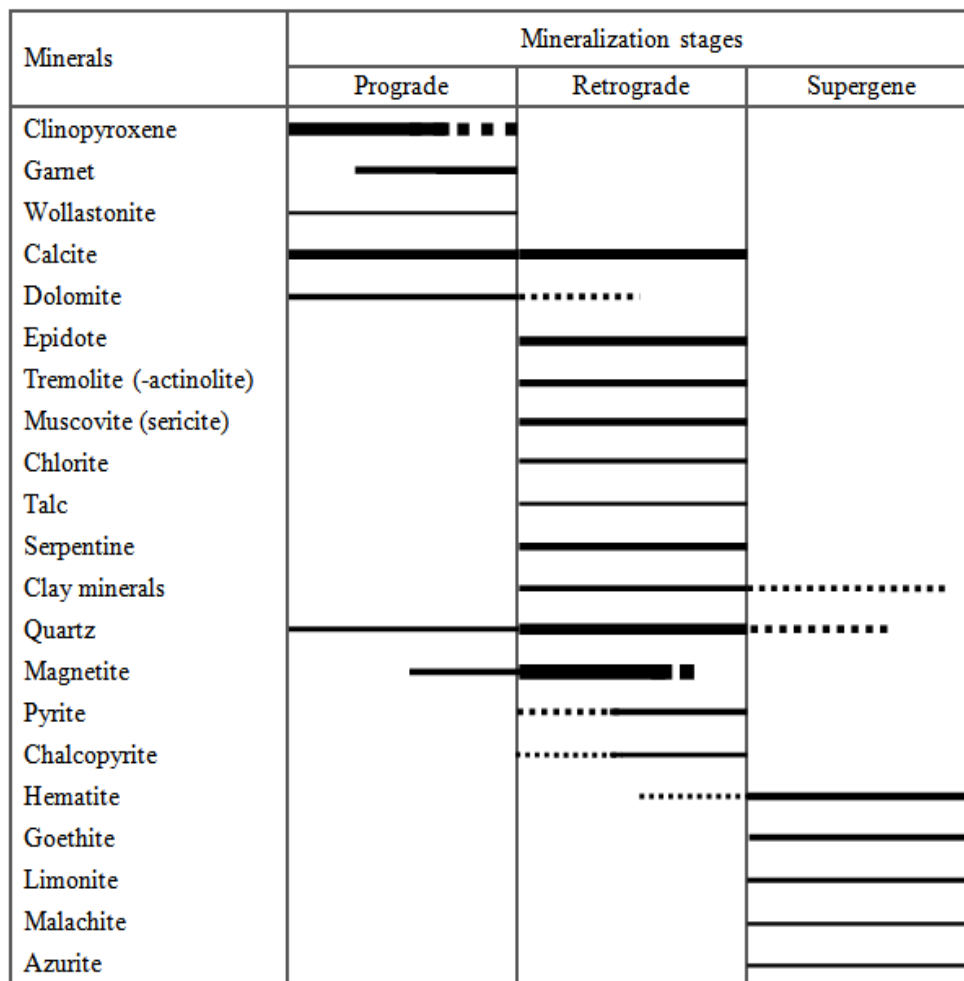 Minerals
Mineralization stages
Prograde
Retrograde
Supergene
Clinopyroxene
Garnet
Wollastonite
Calcite
Dolomite
Epidote
Tremolite (-actinolite)
Muscovite (sericite)
Chlorite
Talc
Serpentine
Clay minerals
Quartz
Magnetite
Pyrite
Chalcopyrite
Hematite
Goethite
Limonite
Malachite
Azurite